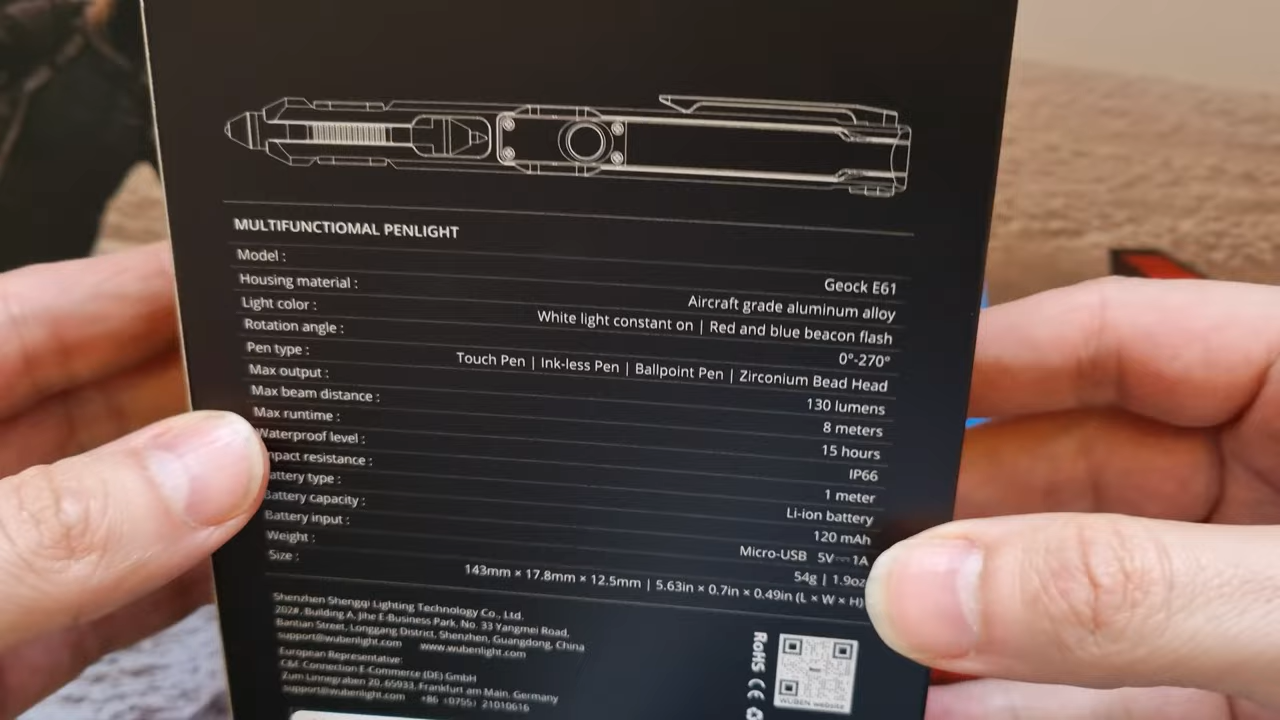 MULTIFUNCTIOMAL PENLIGHT
Model : Geock E61
Housing material : Aircraft grade aluminum alloy
Light color : White light constant on | Red and blue beacon flash
Rotation angle : 0°-270°
Pen type : Touch Pen | Ink-less Pen | Ballpoint Pen | Zirconium Bead Head
Max output : 130 lumens
Max beam distance : 8 meters
Max runtime : 15 hours
Waterproof level : IP66
mpact resistance : 1 meter
attery type : Li-ion battery
Battery capacity : 120 mAh
Battery input : Micro-USB 5V⎓1A
Weight : 54g | 1.9oz
Size : 143mm × 17.8mm × 12.5mm | 5.63in × 0.7in × 0.49in (L × W × H)
Shenzhen Shengqi Lighting Technology Co., Ltd.
202#, Building A, Jihe E-Business Park, No. 33 Yangmei Road,
Bantian Street, Longgang District, Shenzhen, Guangdong, China
support@wubenlight.com www.wubenlight.com
European Representative:
C&E Connection E-Commerce (DE) GmbH
Zum Linnegraben 20, 65933, Frankfurt am Main, Germany
support@wubenlight.com +86 (0755) 21010616
RoHS CE
WUBEN website